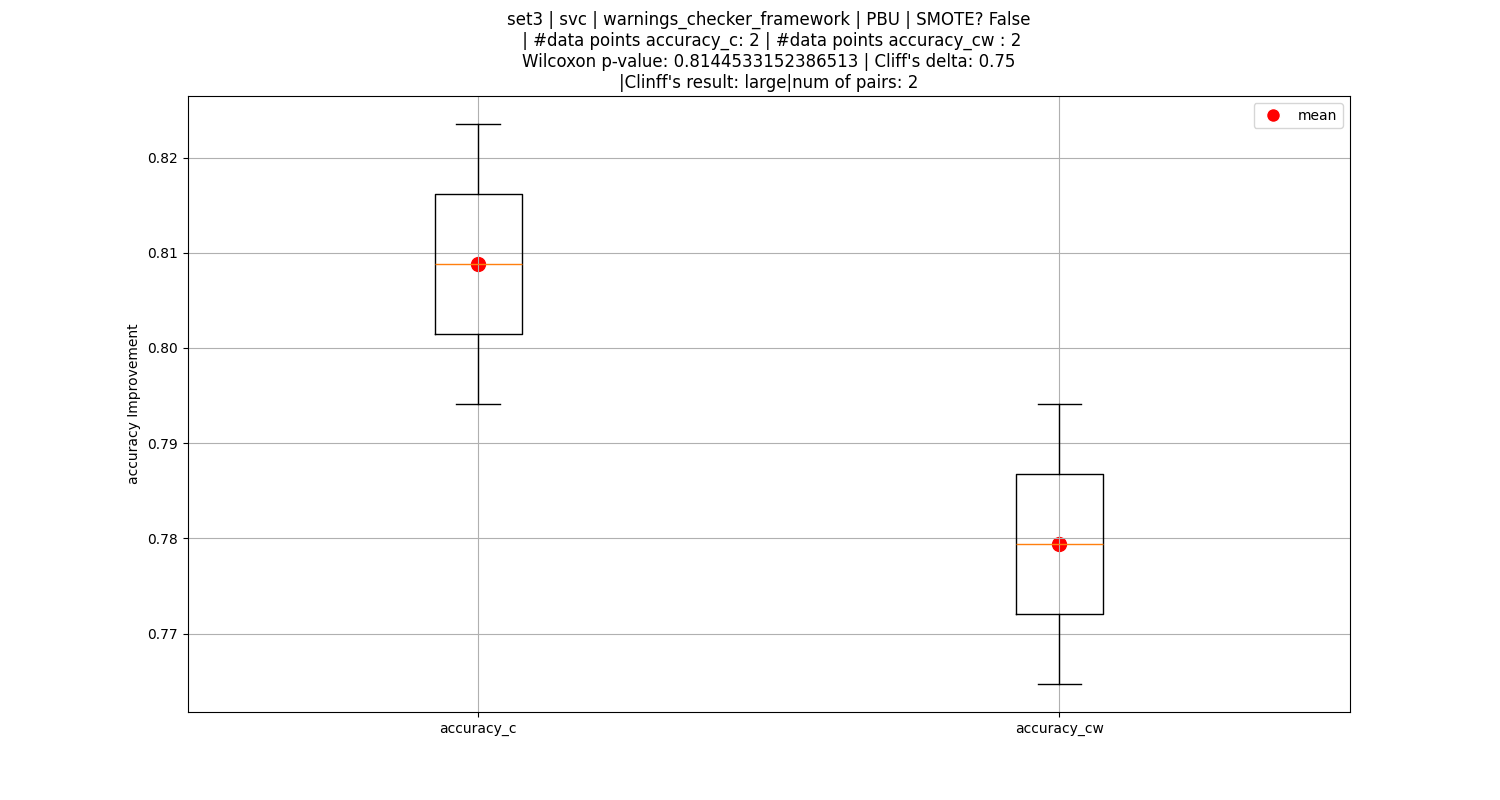 set3 | svc | warnings_checker_framework | PBU | SMOTE? False
| #data points accuracy_c: 2 | #data points accuracy_cw : 2
Wilcoxon p-value: 0.8144533152386513 | Cliff's delta: 0.75
|Clinff's result: large|num of pairs: 2
mean
0.82
0.81
0.80
0.79
0.78
0.77
accuracy Improvement
accuracy_c
accuracy_cw